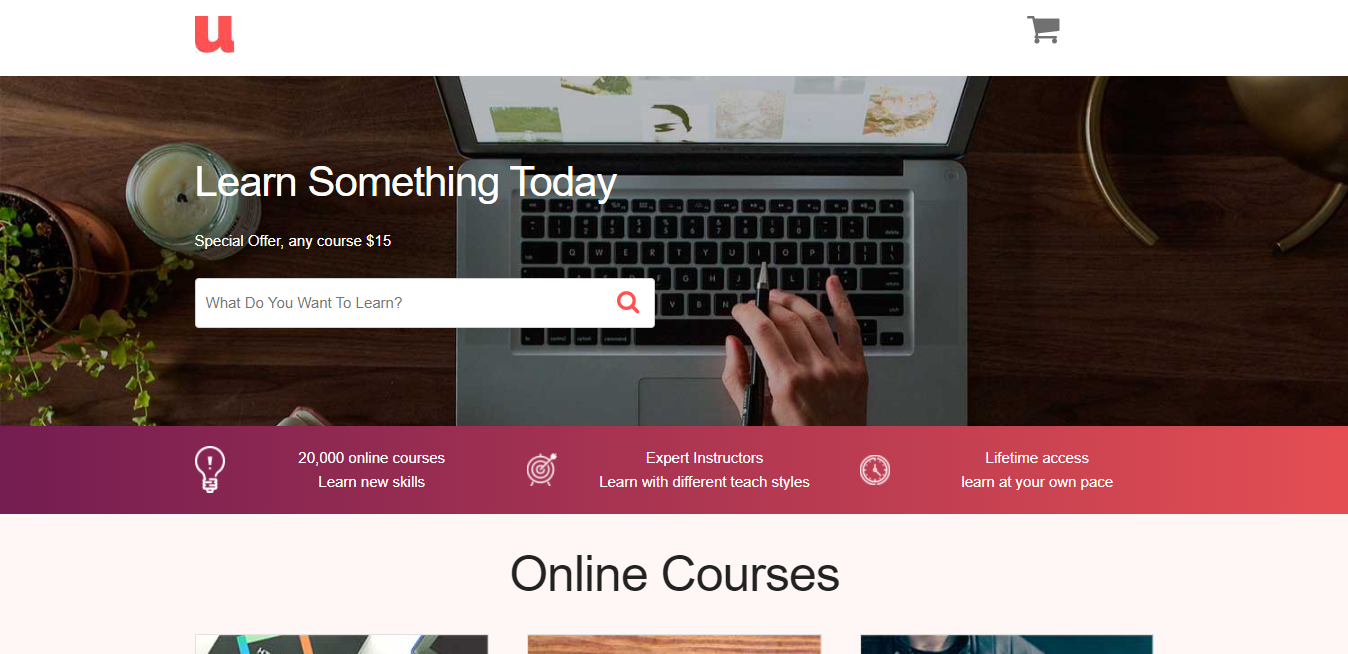 u
Learn Something Today
Special Offer, any course $15
What Do You Want To Learn?
20,000 online courses
Learn new skills
Expert Instructors
Learn with different teach styles
Lifetime access
learn at your own pace
Online Courses